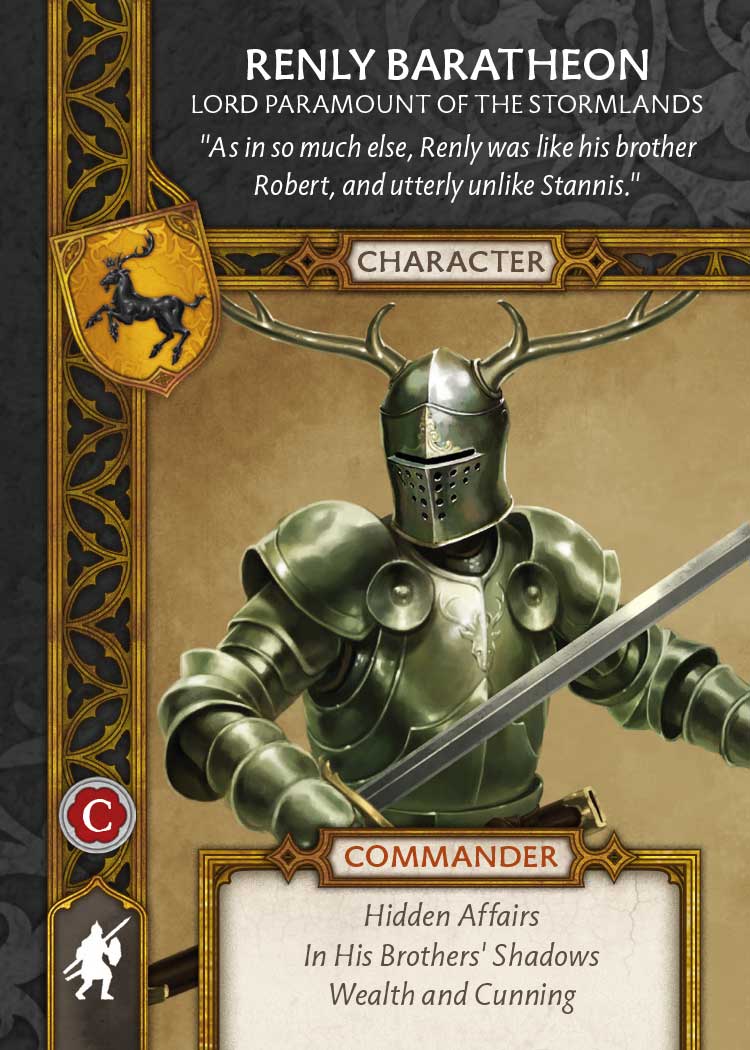 RENLY BARATHEON
LORD PARAMOUNT OF THE STORMLANDS
"As in so much else, Renly was like his brother
Robert, and utterly unlike Stannis."
CHARACTER
C
COMMANDER
Hidden Affairs
In His Brothers' Shadows
Wealth and Cunning